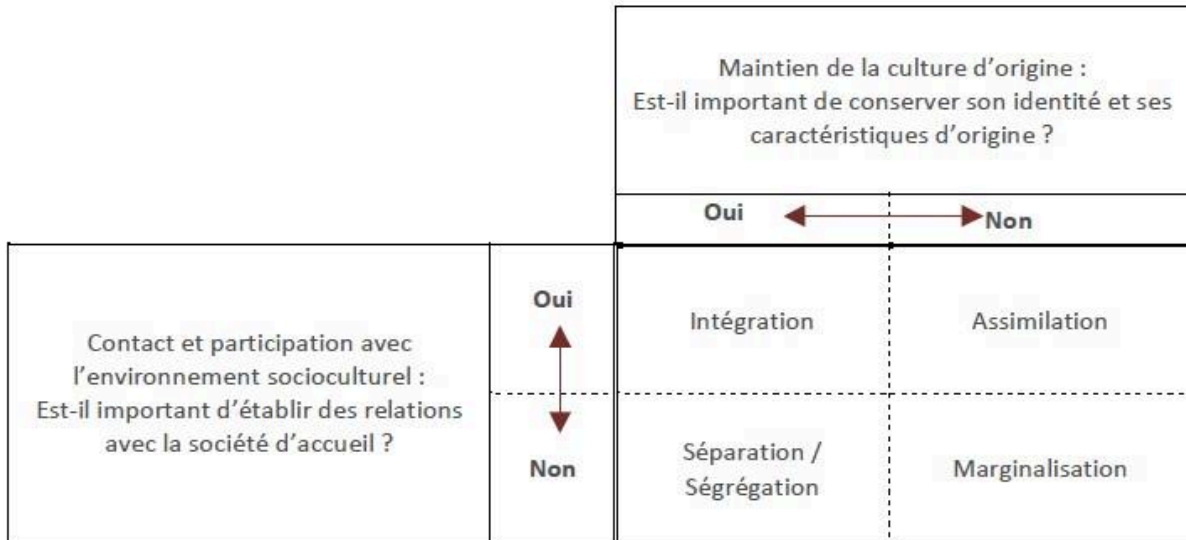 Maintien de la culture d’origine :
Est-il important de conserver son identité et ses
caractéristiques d’origine ?
Oui
Non
Contact et participation avec
l’environnement socioculturel :
Est-il important d’établir des relations
avec la société d’accueil ?
Oui
Non
Intégration
Assimilation
Séparation /
Ségrégation
Marginalisation